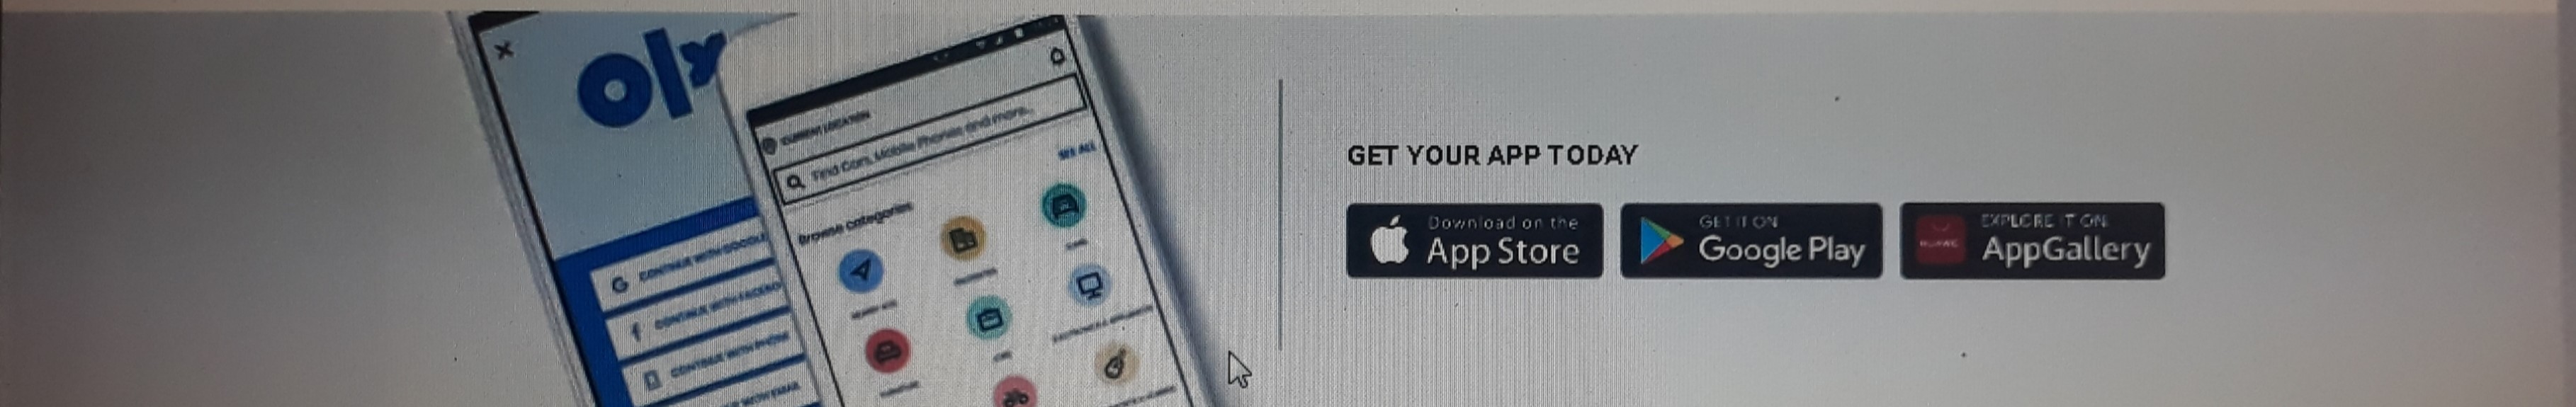 olx
CONTINUE WITH GOOGLE
CONTINUE WITH FACEBO
CONTINUE WITH PHONE
WITH EMAIL
CURRENT LOCATION
Find Cars, Mobile Phones and more...
SEE ALL
Browse categories
GET YOUR APP TODAY
Download on the
App Store
GET IT ON
Google Play
HUAWEI
EXPLORE IT ON
AppGallery